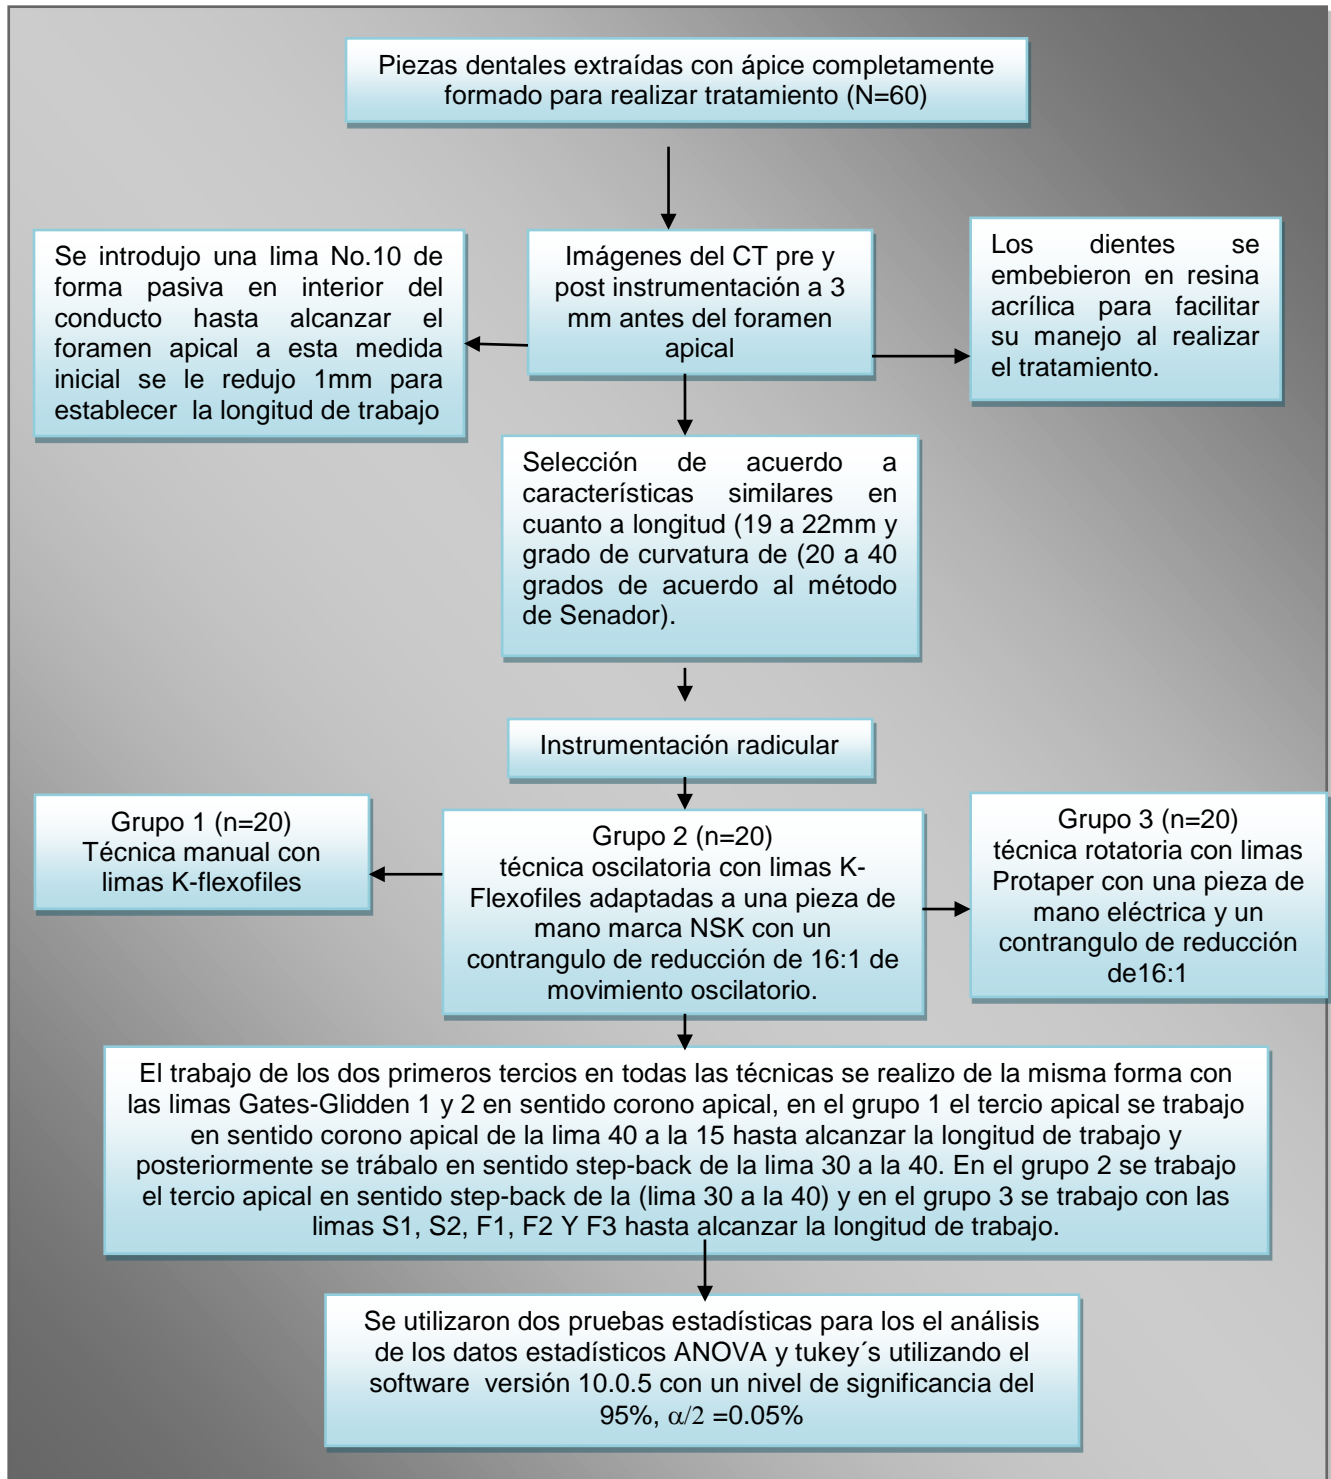 Piezas dentales extraídas con ápice completamente
formado para realizar tratamiento (N=60)
Se introdujo una lima No.10 de
forma pasiva en interior del
conducto hasta alcanzar el
foramen apical a esta medida
inicial se le redujo 1mm para
establecer la longitud de trabajo
Imágenes del CT pre y
post instrumentación a 3
mm antes del foramen
apical
Los dientes se
embebieron en resina
acrílica para facilitar
su manejo al realizar
el tratamiento.
Selección de acuerdo a
características similares en
cuanto a longitud (19 a 22mm y
grado de curvatura de (20 a 40
grados de acuerdo al método
de Senador).
Instrumentación radicular
Grupo 1 (n=20)
Técnica manual con
limas K-flexofiles
Grupo 2 (n=20)
técnica oscilatoria con limas K-
Flexofiles adaptadas a una pieza de
mano marca NSK con un
contrangulo de reducción de 16:1 de
movimiento oscilatorio.
Grupo 3 (n=20)
técnica rotatoria con limas
Protaper con una pieza de
mano eléctrica y un
contrangulo de reducción
de16:1
El trabajo de los dos primeros tercios en todas las técnicas se realizo de la misma forma con
las limas Gates-Glidden 1 y 2 en sentido corono apical, en el grupo 1 el tercio apical se trabajo
en sentido corono apical de la lima 40 a la 15 hasta alcanzar la longitud de trabajo y
posteriormente se trábalo en sentido step-back de la lima 30 a la 40. En el grupo 2 se trabajo
el tercio apical en sentido step-back de la (lima 30 a la 40) y en el grupo 3 se trabajo con las
limas S1, S2, F1, F2 Y F3 hasta alcanzar la longitud de trabajo.
Se utilizaron dos pruebas estadísticas para los el análisis
de los datos estadísticos ANOVA y tukey´s utilizando el
software versión 10.0.5 con un nivel de significancia del
95%, α/2 =0.05%